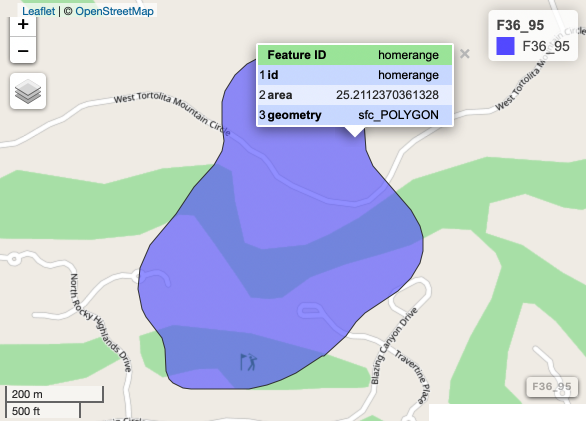 Leaflet | © OpenStreetMap
+
−
F36_95
F36_95
Feature ID homerange
1 id homerange
2 area 25.2112370361328
3 geometry sfc_POLYGON
×
West Tortolita Mountain Circle
West Tortolita Mountain Circle
North Rocky Highlands Drive
Blazing Canyon Drive
Travertine Place
F36_95
200 m
500 ft
Circle